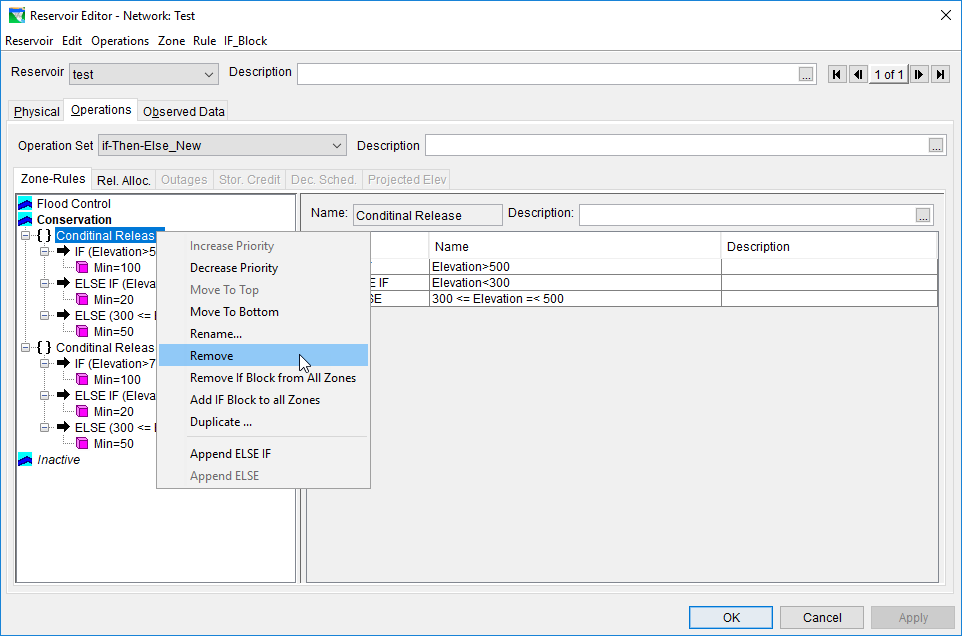 Reservoir Editor - Network: Test
Reservoir Edit Operations Zone Rule IF_Block
Reservoir test Description ... 1 of 1
Physical Operations Observed Data
Operation Set if-Then-Else_New Description ...
Zone-Rules Rel. Alloc. Outages Stor. Credit Dec. Sched. Projected Elev
Flood Control
Conservation
{ } Conditinal Releas
IF (Elevation>5
Min=100
ELSE IF (Eleva
Min=20
ELSE (300 <=
Min=50
{ } Conditinal Releas
IF (Elevation>7
Min=100
ELSE IF (Eleva
Min=20
ELSE (300 <=
Min=50
Inactive
Increase Priority
Decrease Priority
Move To Top
Move To Bottom
Rename...
Remove
Remove If Block from All Zones
Add IF Block to all Zones
Duplicate ...
Append ELSE IF
Append ELSE
Name: Conditinal Release Description: ...
Name Description
Elevation>500
E IF Elevation<300
SE 300 <= Elevation =< 500
OK Cancel Apply